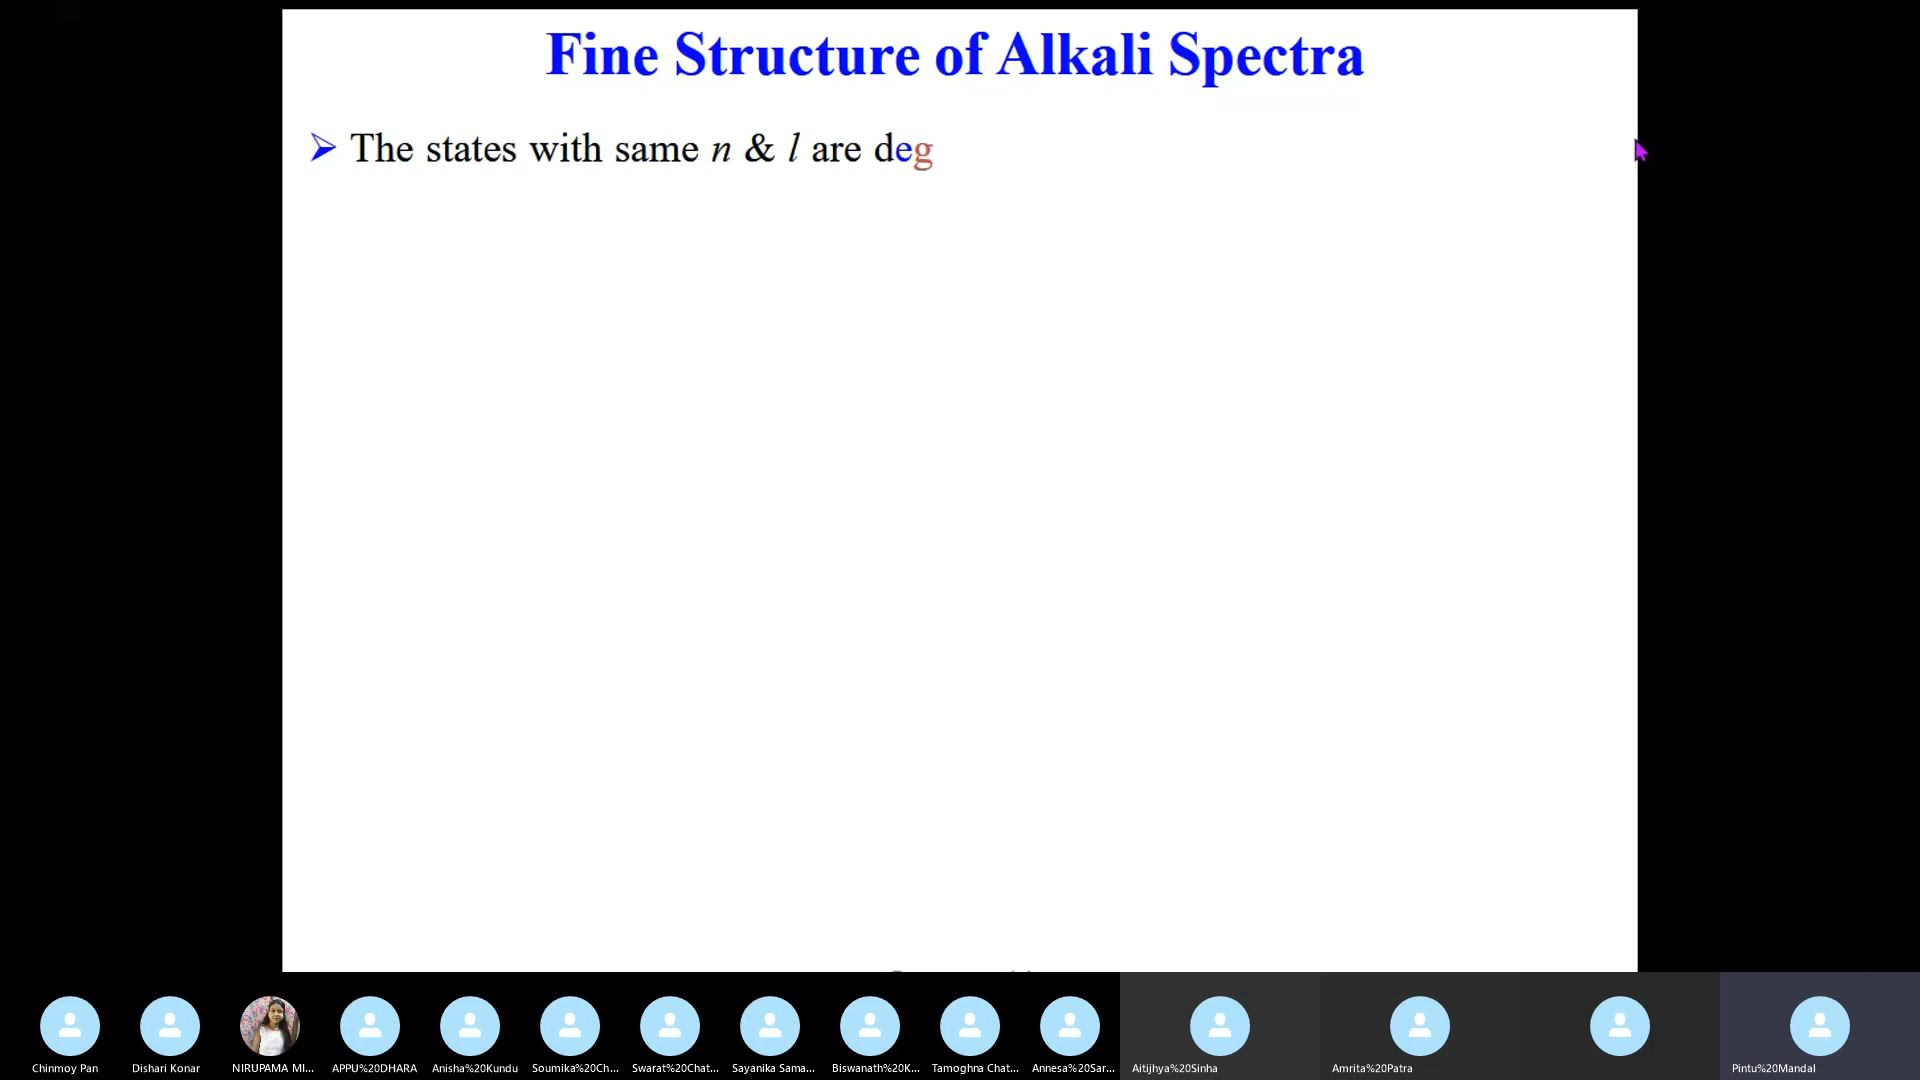 Fine Structure of Alkali Spectra
➢ The states with same n & l are deg
Chinmoy Pan
Dishari Konar
NIRUPAMA MI...
APPU%20DHARA
Anisha%20Kundu
Soumika%20Ch...
Swarat%20Chat...
Sayanika Sama...
Biswanath%20K...
Tamoghna Chat...
Annesa%20Sar...
Aitijhya%20Sinha
Amrita%20Patra
Pintu%20Mandal